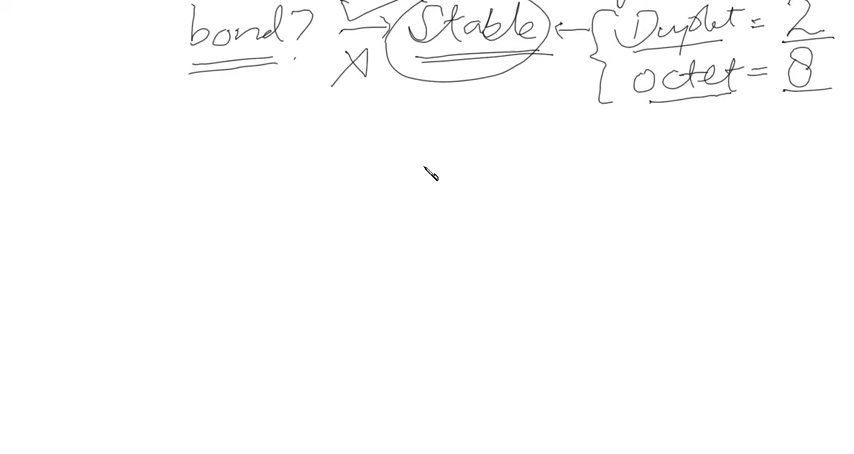 bond? → Stable ← { Duplet = 2
X octet = 8